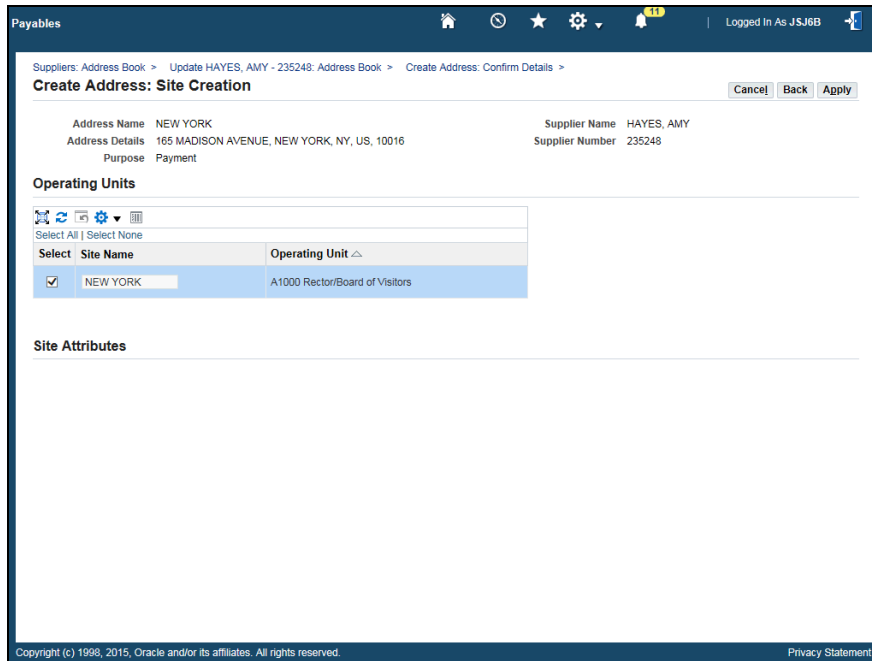 Payables 11 | Logged In As JSJ6B
Suppliers: Address Book > Update HAYES, AMY - 235248: Address Book > Create Address: Confirm Details >
Create Address: Site Creation Cancel Back Apply
Address Name NEW YORK Supplier Name HAYES, AMY
Address Details 165 MADISON AVENUE, NEW YORK, NY, US, 10016 Supplier Number 235248
Purpose Payment
Operating Units
Select All | Select None
Select Site Name Operating Unit
NEW YORK A1000 Rector/Board of Visitors
Site Attributes
Copyright (c) 1998, 2015, Oracle and/or its affiliates. All rights reserved. Privacy Statement